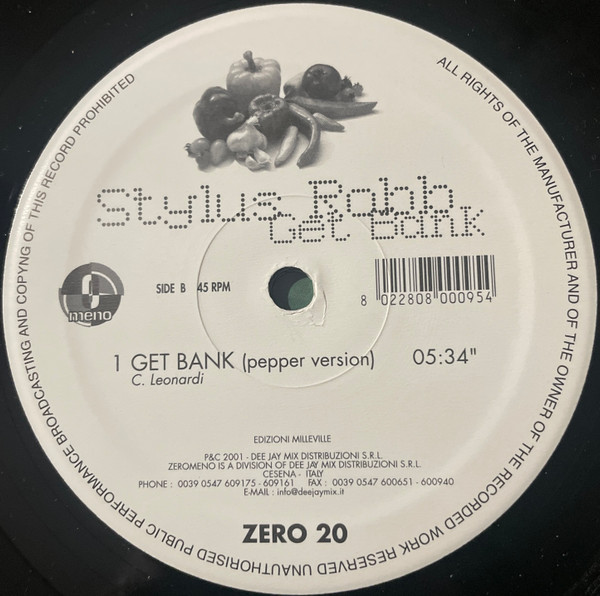 ALL RIGHTS OF THE MANUFACTURER AND OF THE OWNER OF THE RECORDED WORK RESERVED UNAUTHORISED PUBLIC PERFORMANCE BROADCASTING AND COPYNG OF THIS RECORD PROHIBITED
Stylus Robb
Get Bank
0
meno
SIDE B 45 RPM
8 022808 000954
1 GET BANK (pepper version) 05:34"
C. Leonardi
EDIZIONI MILLEVILLE
P&C 2001 - DEE JAY MIX DISTRIBUZIONI S.R.L.
ZEROMENO IS A DIVISION OF DEE JAY MIX DISTRIBUZIONI S.R.L.
CESENA - ITALY
PHONE : 0039 0547 609175 - 609161 FAX : 0039 0547 600651 - 600940
E-MAIL : info@deejaymix.it
ZERO 20